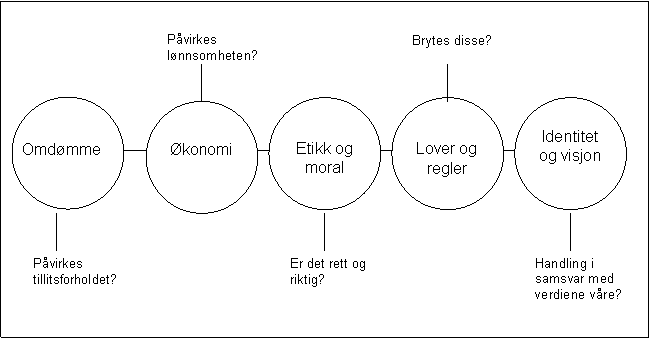 Påvirkes
lønnsomheten?
Brytes disse?
Omdømme
Økonomi
Etikk og
moral
Lover og
regler
Identitet
og visjon
Påvirkes
tillitsforholdet?
Er det rett og
riktig?
Handling i
samsvar med
verdiene våre?